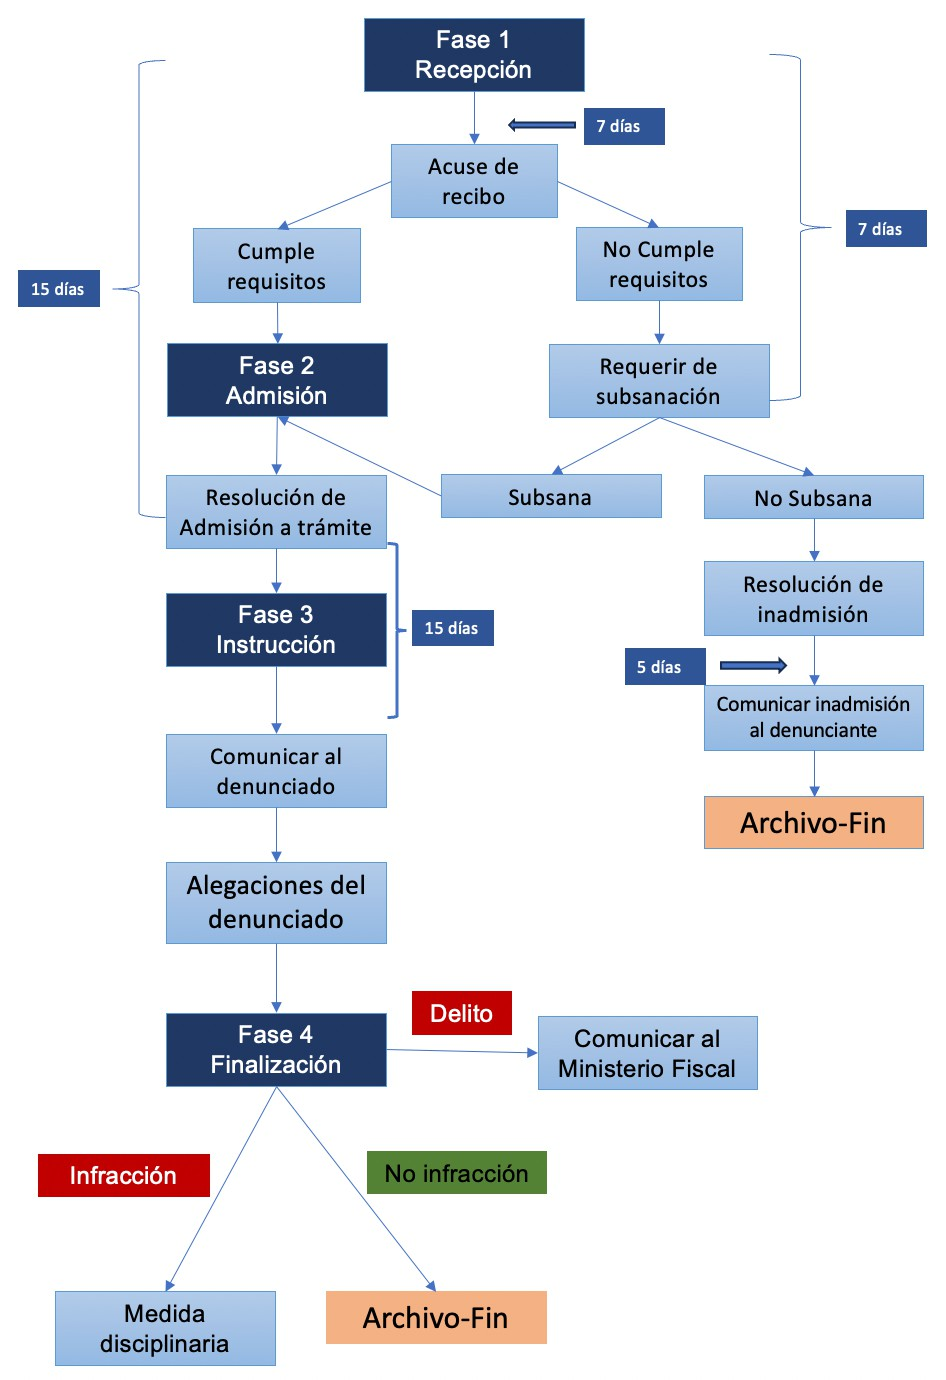 Fase 1
Recepción
7 días
Acuse de
recibo
Cumple
requisitos
No Cumple
requisitos
7 días
15 días
Fase 2
Admisión
Requerir de
subsanación
Resolución de
Admisión a trámite
Subsana
No Subsana
Resolución de
inadmisión
Fase 3
Instrucción
15 días
5 días
Comunicar inadmisión
al denunciante
Comunicar al
denunciado
Archivo-Fin
Alegaciones del
denunciado
Delito
Fase 4
Finalización
Comunicar al
Ministerio Fiscal
Infracción
No infracción
Medida
disciplinaria
Archivo-Fin